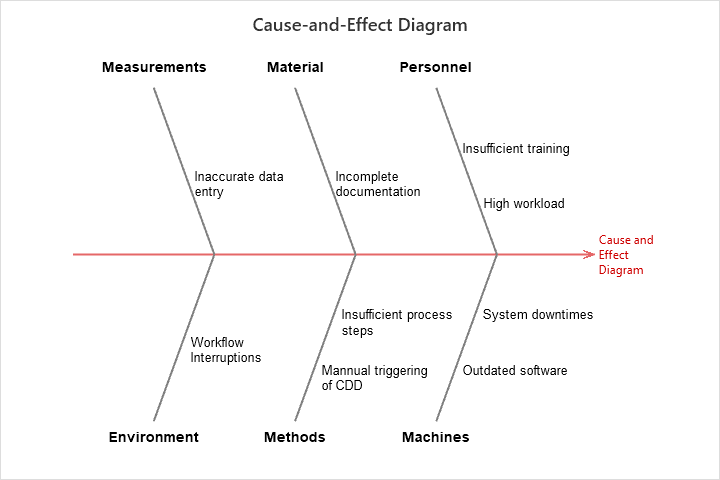 Cause-and-Effect Diagram
Measurements
Material
Personnel
Insufficient training
Inaccurate data
entry
Incomplete
documentation
High workload
Cause and
Effect
Diagram
Insufficient process
steps
System downtimes
Workflow
Interruptions
Mannual triggering
of CDD
Outdated software
Environment
Methods
Machines